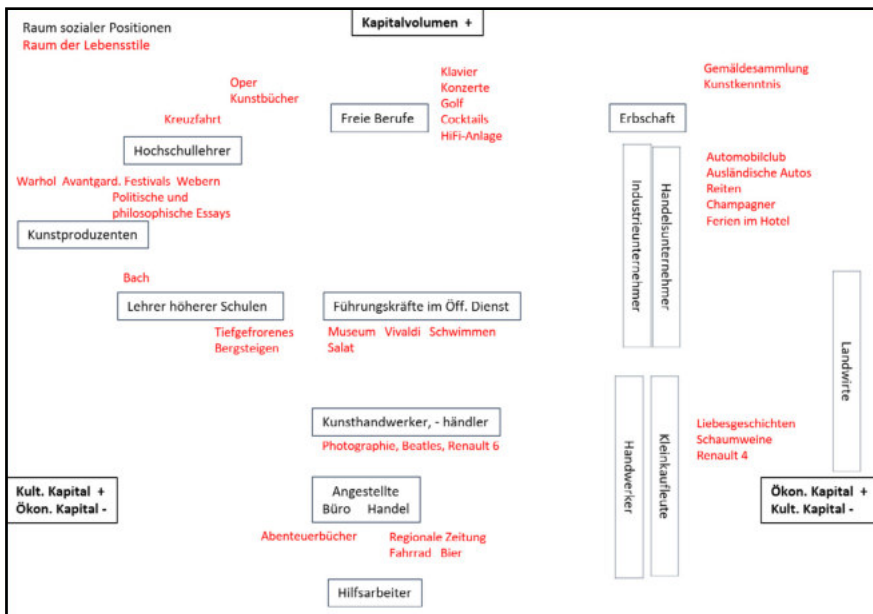 Kapitalvolumen +
Raum sozialer Positionen
Raum der Lebensstile
Oper
Kunstbücher
Kreuzfahrt
Klavier
Konzerte
Golf
Cocktails
HiFi-Anlage
Gemäldesammlung
Kunstkenntnis
Freie Berufe
Erbschaft
Hochschullehrer
Automobilclub
Ausländische Autos
Reiten
Champagner
Ferien im Hotel
Industrieunternehmer
Handelsunternehmer
Warhol Avantgard. Festivals Webern
Politische und
philosophische Essays
Kunstproduzenten
Bach
Lehrer höherer Schulen
Führungskräfte im Öff. Dienst
Tiefgefrorenes
Bergsteigen
Museum Vivaldi Schwimmen
Salat
Landwirte
Kunsthandwerker, - händler
Photographie, Beatles, Renault 6
Handwerker
Kleinkaufleute
Liebesgeschichten
Schaumweine
Renault 4
Kult. Kapital +
Ökon. Kapital -
Angestellte
Büro Handel
Ökon. Kapital +
Kult. Kapital -
Abenteuerbücher
Regionale Zeitung
Fahrrad Bier
Hilfsarbeiter